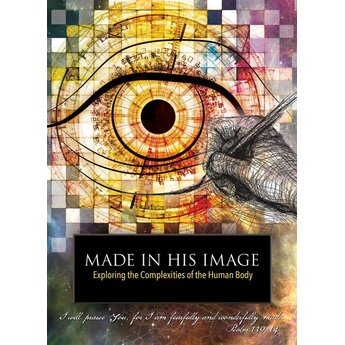 MADE IN HIS IMAGE
Exploring the Complexities of the Human Body
I will praise You, for I am fearfully and wonderfully made.
Psalm 139:14